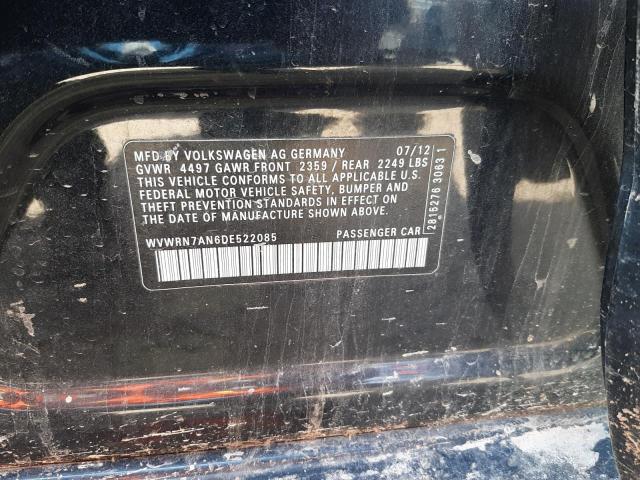 MFD BY VOLKSWAGEN AG GERMANY 07/12
GVWR 4497 GAWR FRONT 2359 / REAR 2249 LBS
THIS VEHICLE CONFORMS TO ALL APPLICABLE U.S.
FEDERAL MOTOR VEHICLE SAFETY, BUMPER AND
THEFT PREVENTION STANDARDS IN EFFECT ON
THE DATE OF MANUFACTURE SHOWN ABOVE.
WVWRN7AN6DE522085 PASSENGER CAR
2816276 3063 1